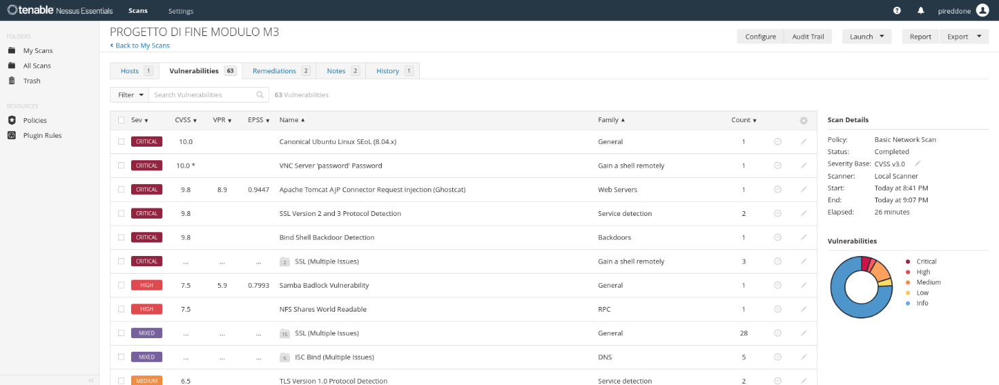 tenable Nessus Essentials Scans Settings pireddone
FOLDERS
My Scans
All Scans
Trash
RESOURCES
Policies
Plugin Rules
PROGETTO DI FINE MODULO M3
Back to My Scans
Configure Audit Trail Launch Report Export
Hosts 1 Vulnerabilities 63 Remediations 2 Notes 2 History 1
Filter Search Vulnerabilities 63 Vulnerabilities
Sev CVSS VPR EPSS Name Family Count
CRITICAL 10.0 Canonical Ubuntu Linux SEoL (8.04.x) General 1
CRITICAL 10.0 * VNC Server 'password' Password Gain a shell remotely 1
CRITICAL 9.8 8.9 0.9447 Apache Tomcat AJP Connector Request Injection (Ghostcat) Web Servers 1
CRITICAL 9.8 SSL Version 2 and 3 Protocol Detection Service detection 2
CRITICAL 9.8 Bind Shell Backdoor Detection Backdoors 1
CRITICAL ... ... ... 2 SSL (Multiple Issues) Gain a shell remotely 3
HIGH 7.5 5.9 0.7993 Samba Badlock Vulnerability General 1
HIGH 7.5 NFS Shares World Readable RPC 1
MIXED ... ... ... 15 SSL (Multiple Issues) General 28
MIXED ... ... ... 5 ISC Bind (Multiple Issues) DNS 5
MEDIUM 6.5 TLS Version 1.0 Protocol Detection Service detection 2
Scan Details
Policy: Basic Network Scan
Status: Completed
Severity Base: CVSS v3.0
Scanner: Local Scanner
Start: Today at 8:41 PM
End: Today at 9:07 PM
Elapsed: 26 minutes
Vulnerabilities
Critical
High
Medium
Low
Info